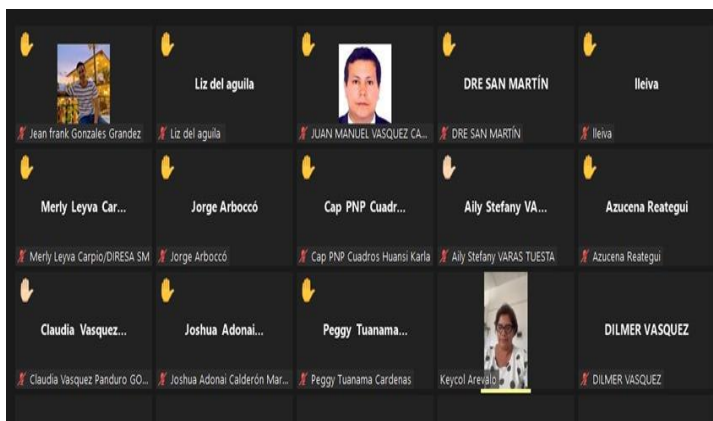 Jean frank Gonzales Grandez
Liz del aguila
Liz del aguila
JUAN MANUEL VASQUEZ CA...
DRE SAN MARTÍN
DRE SAN MARTÍN
lleiva
lleiva
Merly Leyva Car...
Merly Leyva Carpio/DIRESA SM
Jorge Arboccó
Jorge Arboccó
Cap PNP Cuadr...
Cap PNP Cuadros Huansi Karla
Aily Stefany VA...
Aily Stefany VARAS TUESTA
Azucena Reategui
Azucena Reategui
Claudia Vasquez...
Claudia Vasquez Panduro GO...
Joshua Adonai...
Joshua Adonai Calderón Mar...
Peggy Tuanama...
Peggy Tuanama Cardenas
Keycol Arevalo
DILMER VASQUEZ
DILMER VASQUEZ